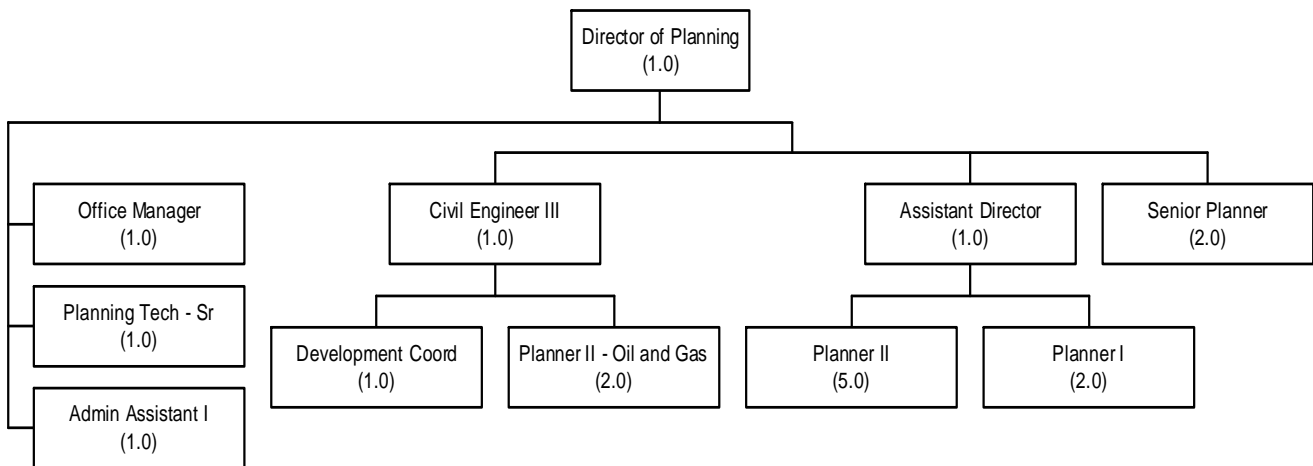 Director of Planning
(1.0)
Office Manager
(1.0)
Civil Engineer III
(1.0)
Assistant Director
(1.0)
Senior Planner
(2.0)
Planning Tech - Sr
(1.0)
Development Coord
(1.0)
Planner II - Oil and Gas
(2.0)
Planner II
(5.0)
Planner I
(2.0)
Admin Assistant I
(1.0)